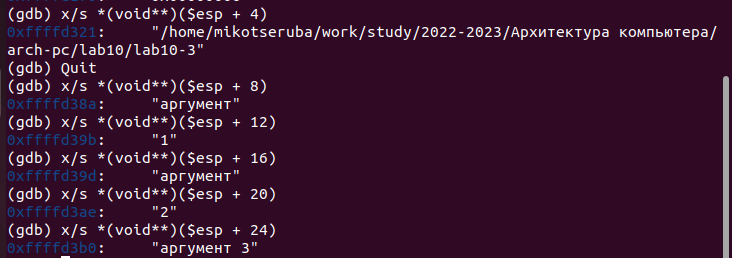 (gdb) x/s *(void**)($esp + 4)
0xffffd321:     "/home/mikotseruba/work/study/2022-2023/Архитектура компьютера/
arch-pc/lab10/lab10-3"
(gdb) Quit
(gdb) x/s *(void**)($esp + 8)
0xffffd38a:     "аргумент"
(gdb) x/s *(void**)($esp + 12)
0xffffd39b:     "1"
(gdb) x/s *(void**)($esp + 16)
0xffffd39d:     "аргумент"
(gdb) x/s *(void**)($esp + 20)
0xffffd3ae:     "2"
(gdb) x/s *(void**)($esp + 24)
0xffffd3b0:     "аргумент 3"